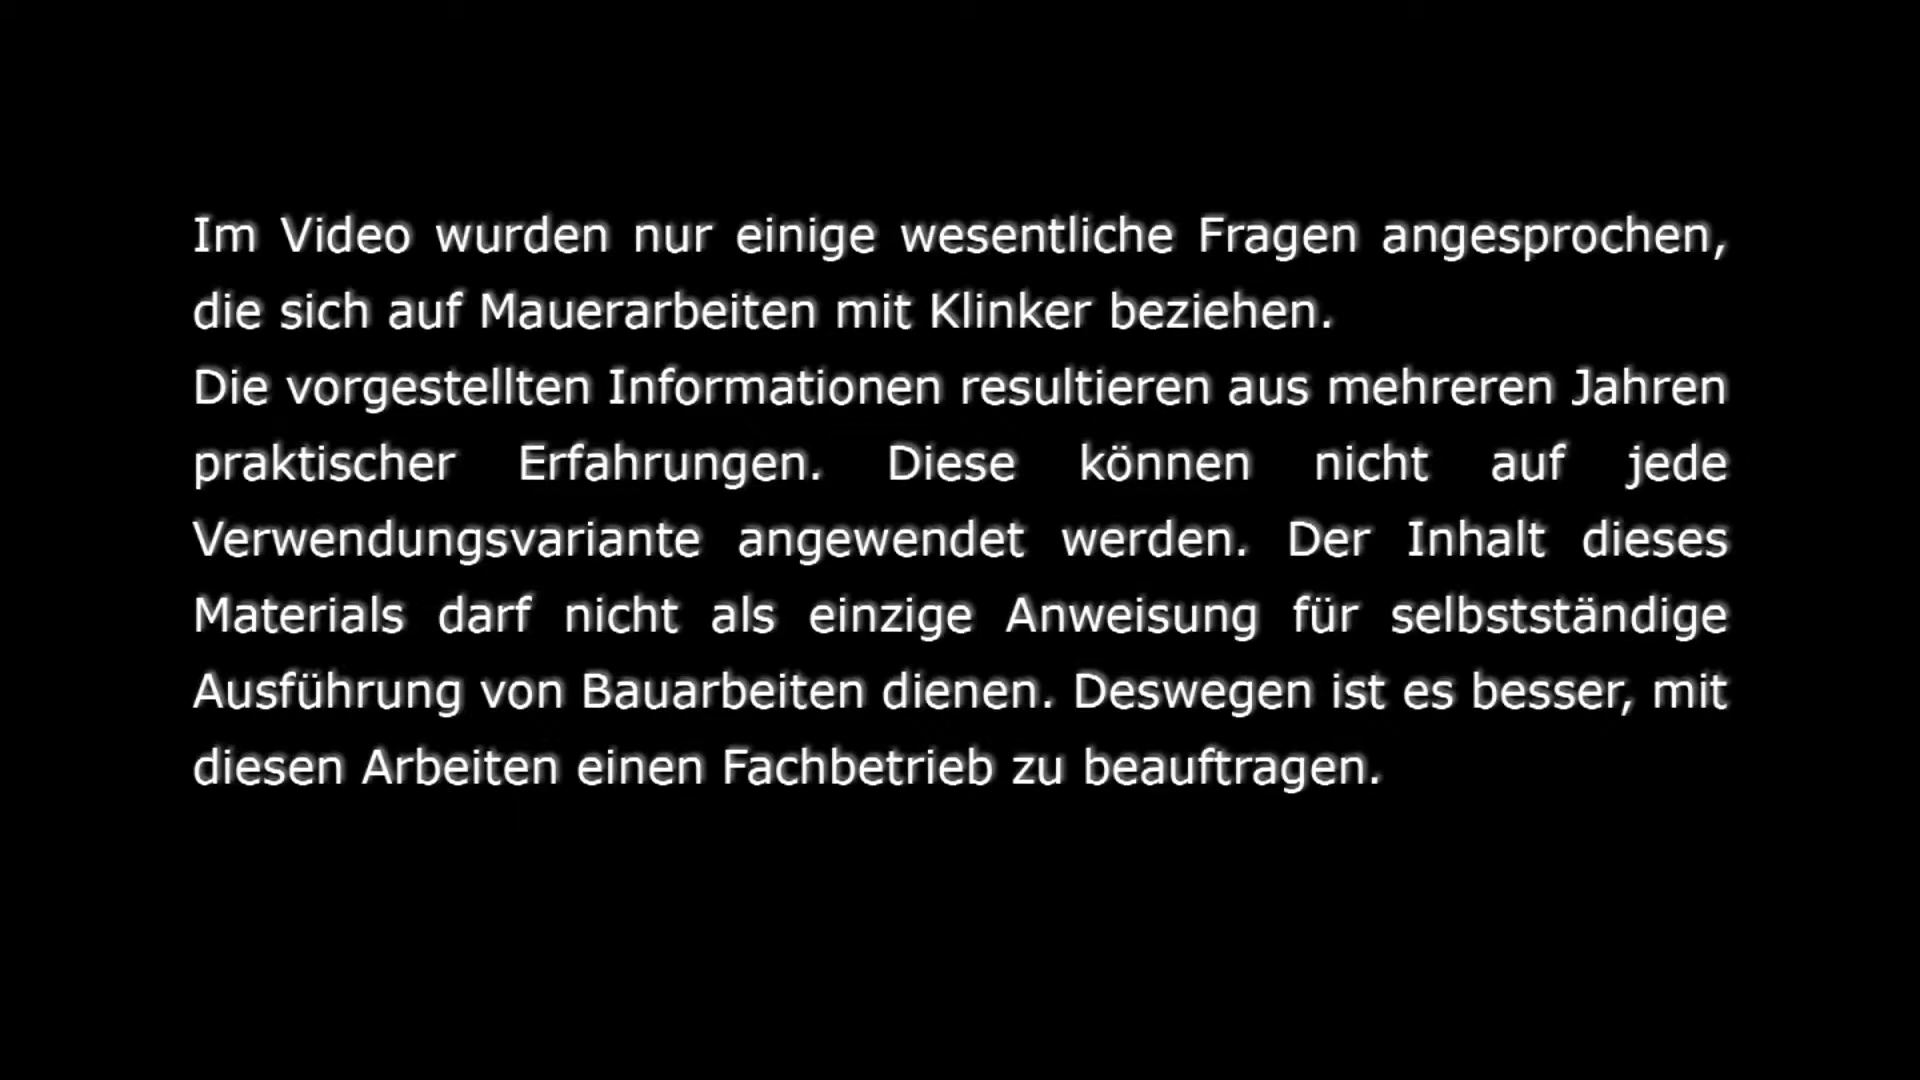 Im Video wurden nur einige wesentliche Fragen angesprochen,
die sich auf Mauerarbeiten mit Klinker beziehen.
Die vorgestellten Informationen resultieren aus mehreren Jahren
praktischer Erfahrungen. Diese können nicht auf jede
Verwendungsvariante angewendet werden. Der Inhalt dieses
Materials darf nicht als einzige Anweisung für selbstständige
Ausführung von Bauarbeiten dienen. Deswegen ist es besser, mit
diesen Arbeiten einen Fachbetrieb zu beauftragen.